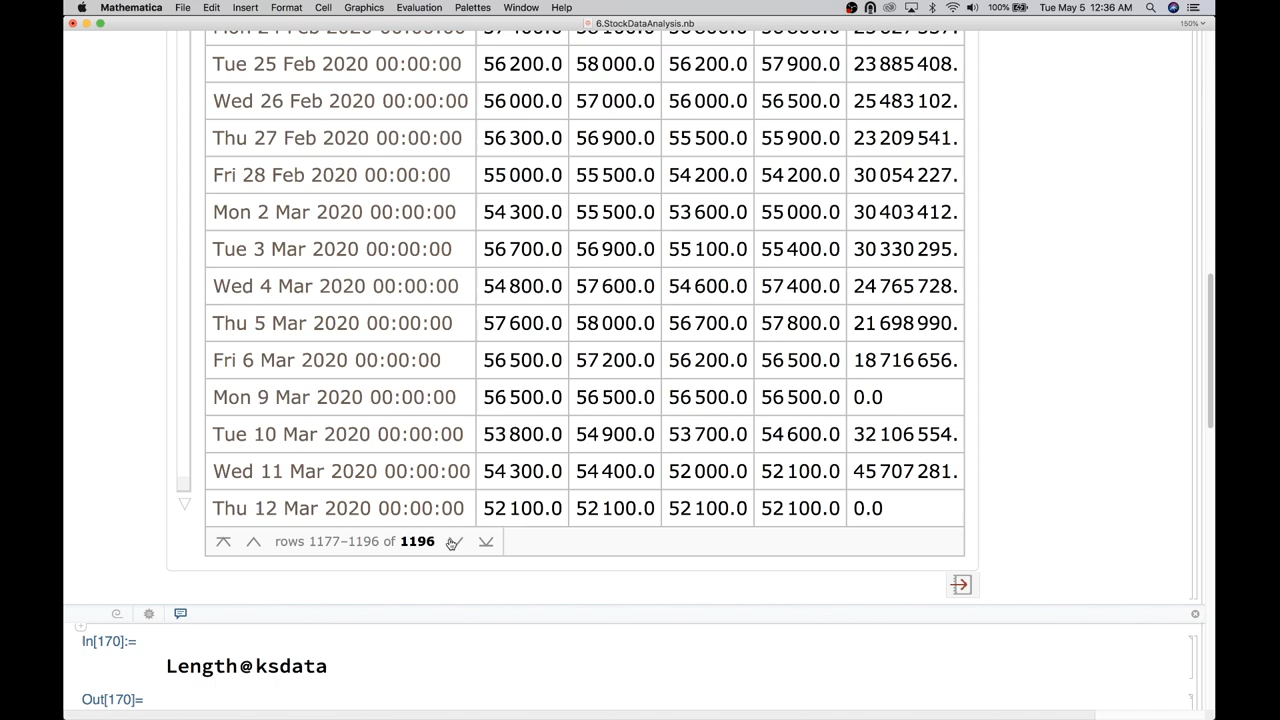 Mathematica File Edit Insert Format Cell Graphics Evaluation Palettes Window Help 100% Tue May 5 12:36 AM
6.StockDataAnalysis.nb 150%
Tue 25 Feb 2020 00:00:00 56 200.0 58 000.0 56 200.0 57 900.0 23 885 408.
Wed 26 Feb 2020 00:00:00 56 000.0 57 000.0 56 000.0 56 500.0 25 483 102.
Thu 27 Feb 2020 00:00:00 56 300.0 56 900.0 55 500.0 55 900.0 23 209 541.
Fri 28 Feb 2020 00:00:00 55 000.0 55 500.0 54 200.0 54 200.0 30 054 227.
Mon 2 Mar 2020 00:00:00 54 300.0 55 500.0 53 600.0 55 000.0 30 403 412.
Tue 3 Mar 2020 00:00:00 56 700.0 56 900.0 55 100.0 55 400.0 30 330 295.
Wed 4 Mar 2020 00:00:00 54 800.0 57 600.0 54 600.0 57 400.0 24 765 728.
Thu 5 Mar 2020 00:00:00 57 600.0 58 000.0 56 700.0 57 800.0 21 698 990.
Fri 6 Mar 2020 00:00:00 56 500.0 57 200.0 56 200.0 56 500.0 18 716 656.
Mon 9 Mar 2020 00:00:00 56 500.0 56 500.0 56 500.0 56 500.0 0.0
Tue 10 Mar 2020 00:00:00 53 800.0 54 900.0 53 700.0 54 600.0 32 106 554.
Wed 11 Mar 2020 00:00:00 54 300.0 54 400.0 52 000.0 52 100.0 45 707 281.
Thu 12 Mar 2020 00:00:00 52 100.0 52 100.0 52 100.0 52 100.0 0.0
rows 1177–1196 of 1196
In[170]:=
Length@ksdata
Out[170]=